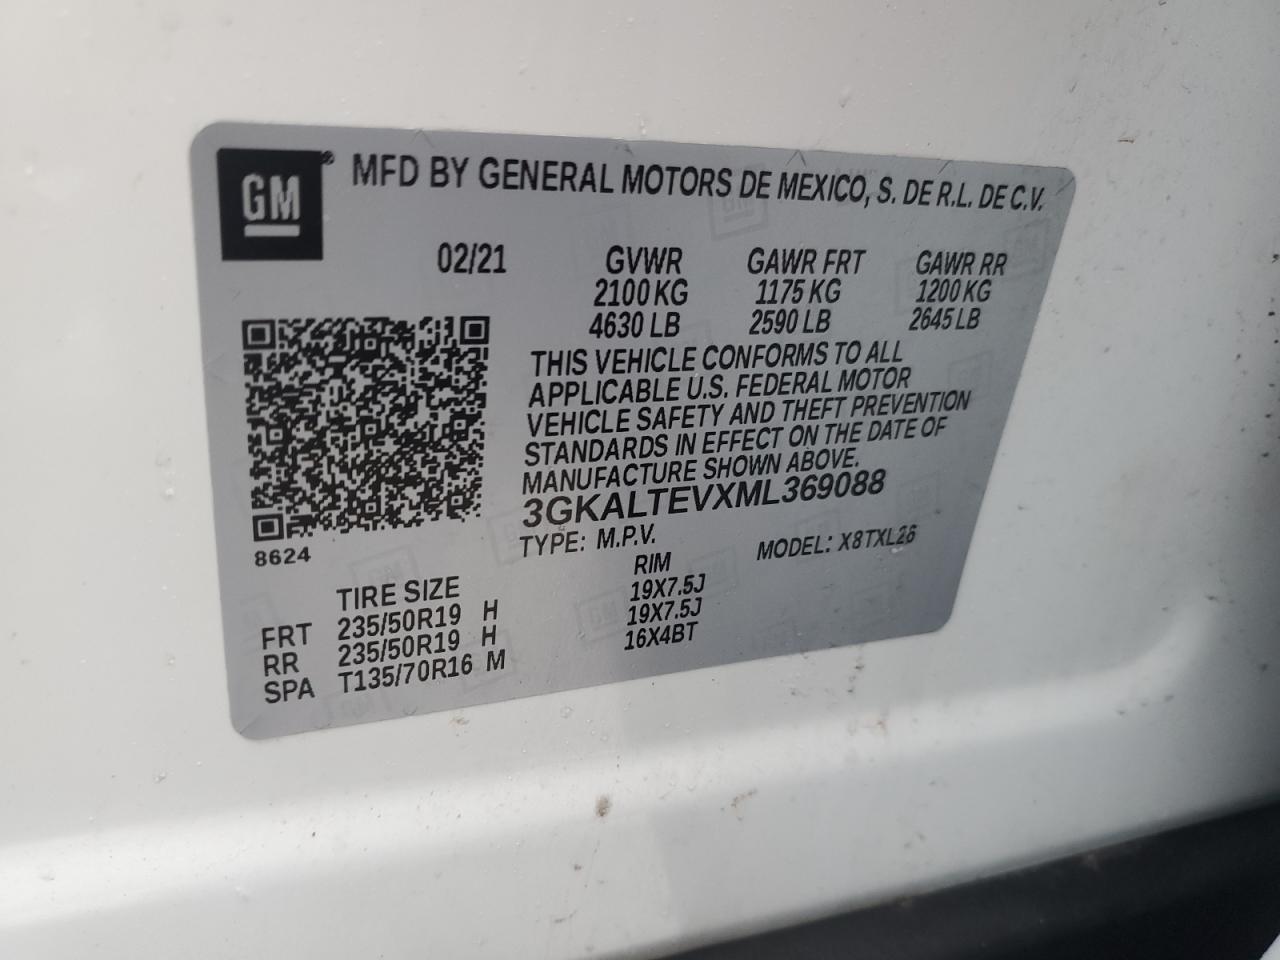 GM® MFD BY GENERAL MOTORS DE MEXICO, S. DE R.L. DE C.V.
02/21 GVWR GAWR FRT GAWR RR
2100 KG 1175 KG 1200 KG
4630 LB 2590 LB 2645 LB
THIS VEHICLE CONFORMS TO ALL
APPLICABLE U.S. FEDERAL MOTOR
VEHICLE SAFETY AND THEFT PREVENTION
STANDARDS IN EFFECT ON THE DATE OF
MANUFACTURE SHOWN ABOVE.
3GKALTEVXML369088
8624
TYPE: M.P.V. MODEL: X8TXL26
TIRE SIZE RIM
FRT 235/50R19 H 19X7.5J
RR 235/50R19 H 19X7.5J
SPA T135/70R16 M 16X4BT